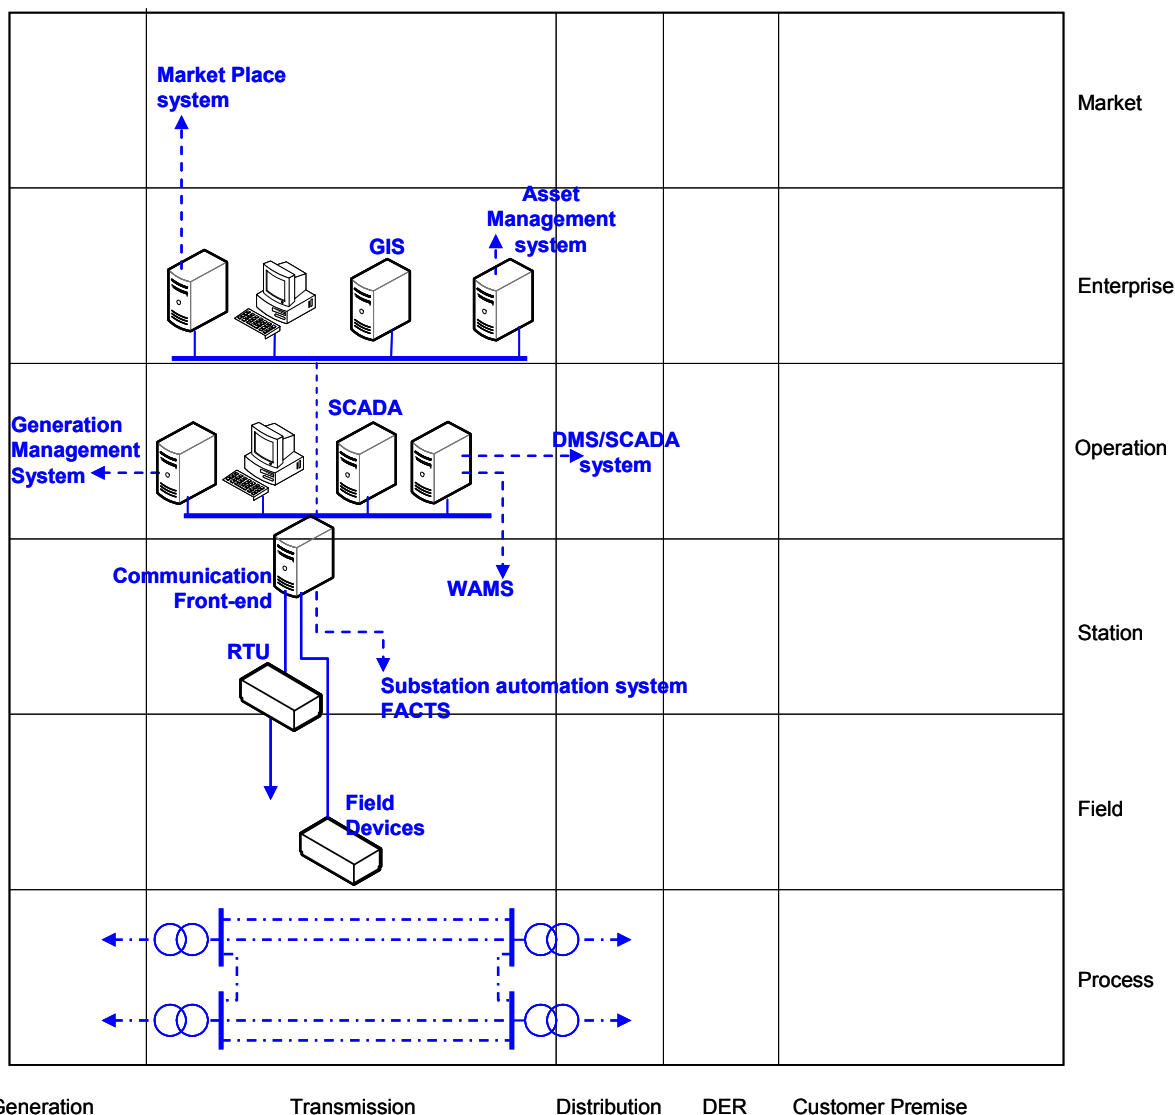 Market Place
system
Market
Asset
Management
system
GIS
Enterprise
SCADA
Generation
Management
System
DMS/SCADA
system
Operation
Communication
Front-end
WAMS
Station
RTU
Substation automation system
FACTS
Field
Devices
Field
Process
Generation
Transmission
Distribution
DER
Customer Premise